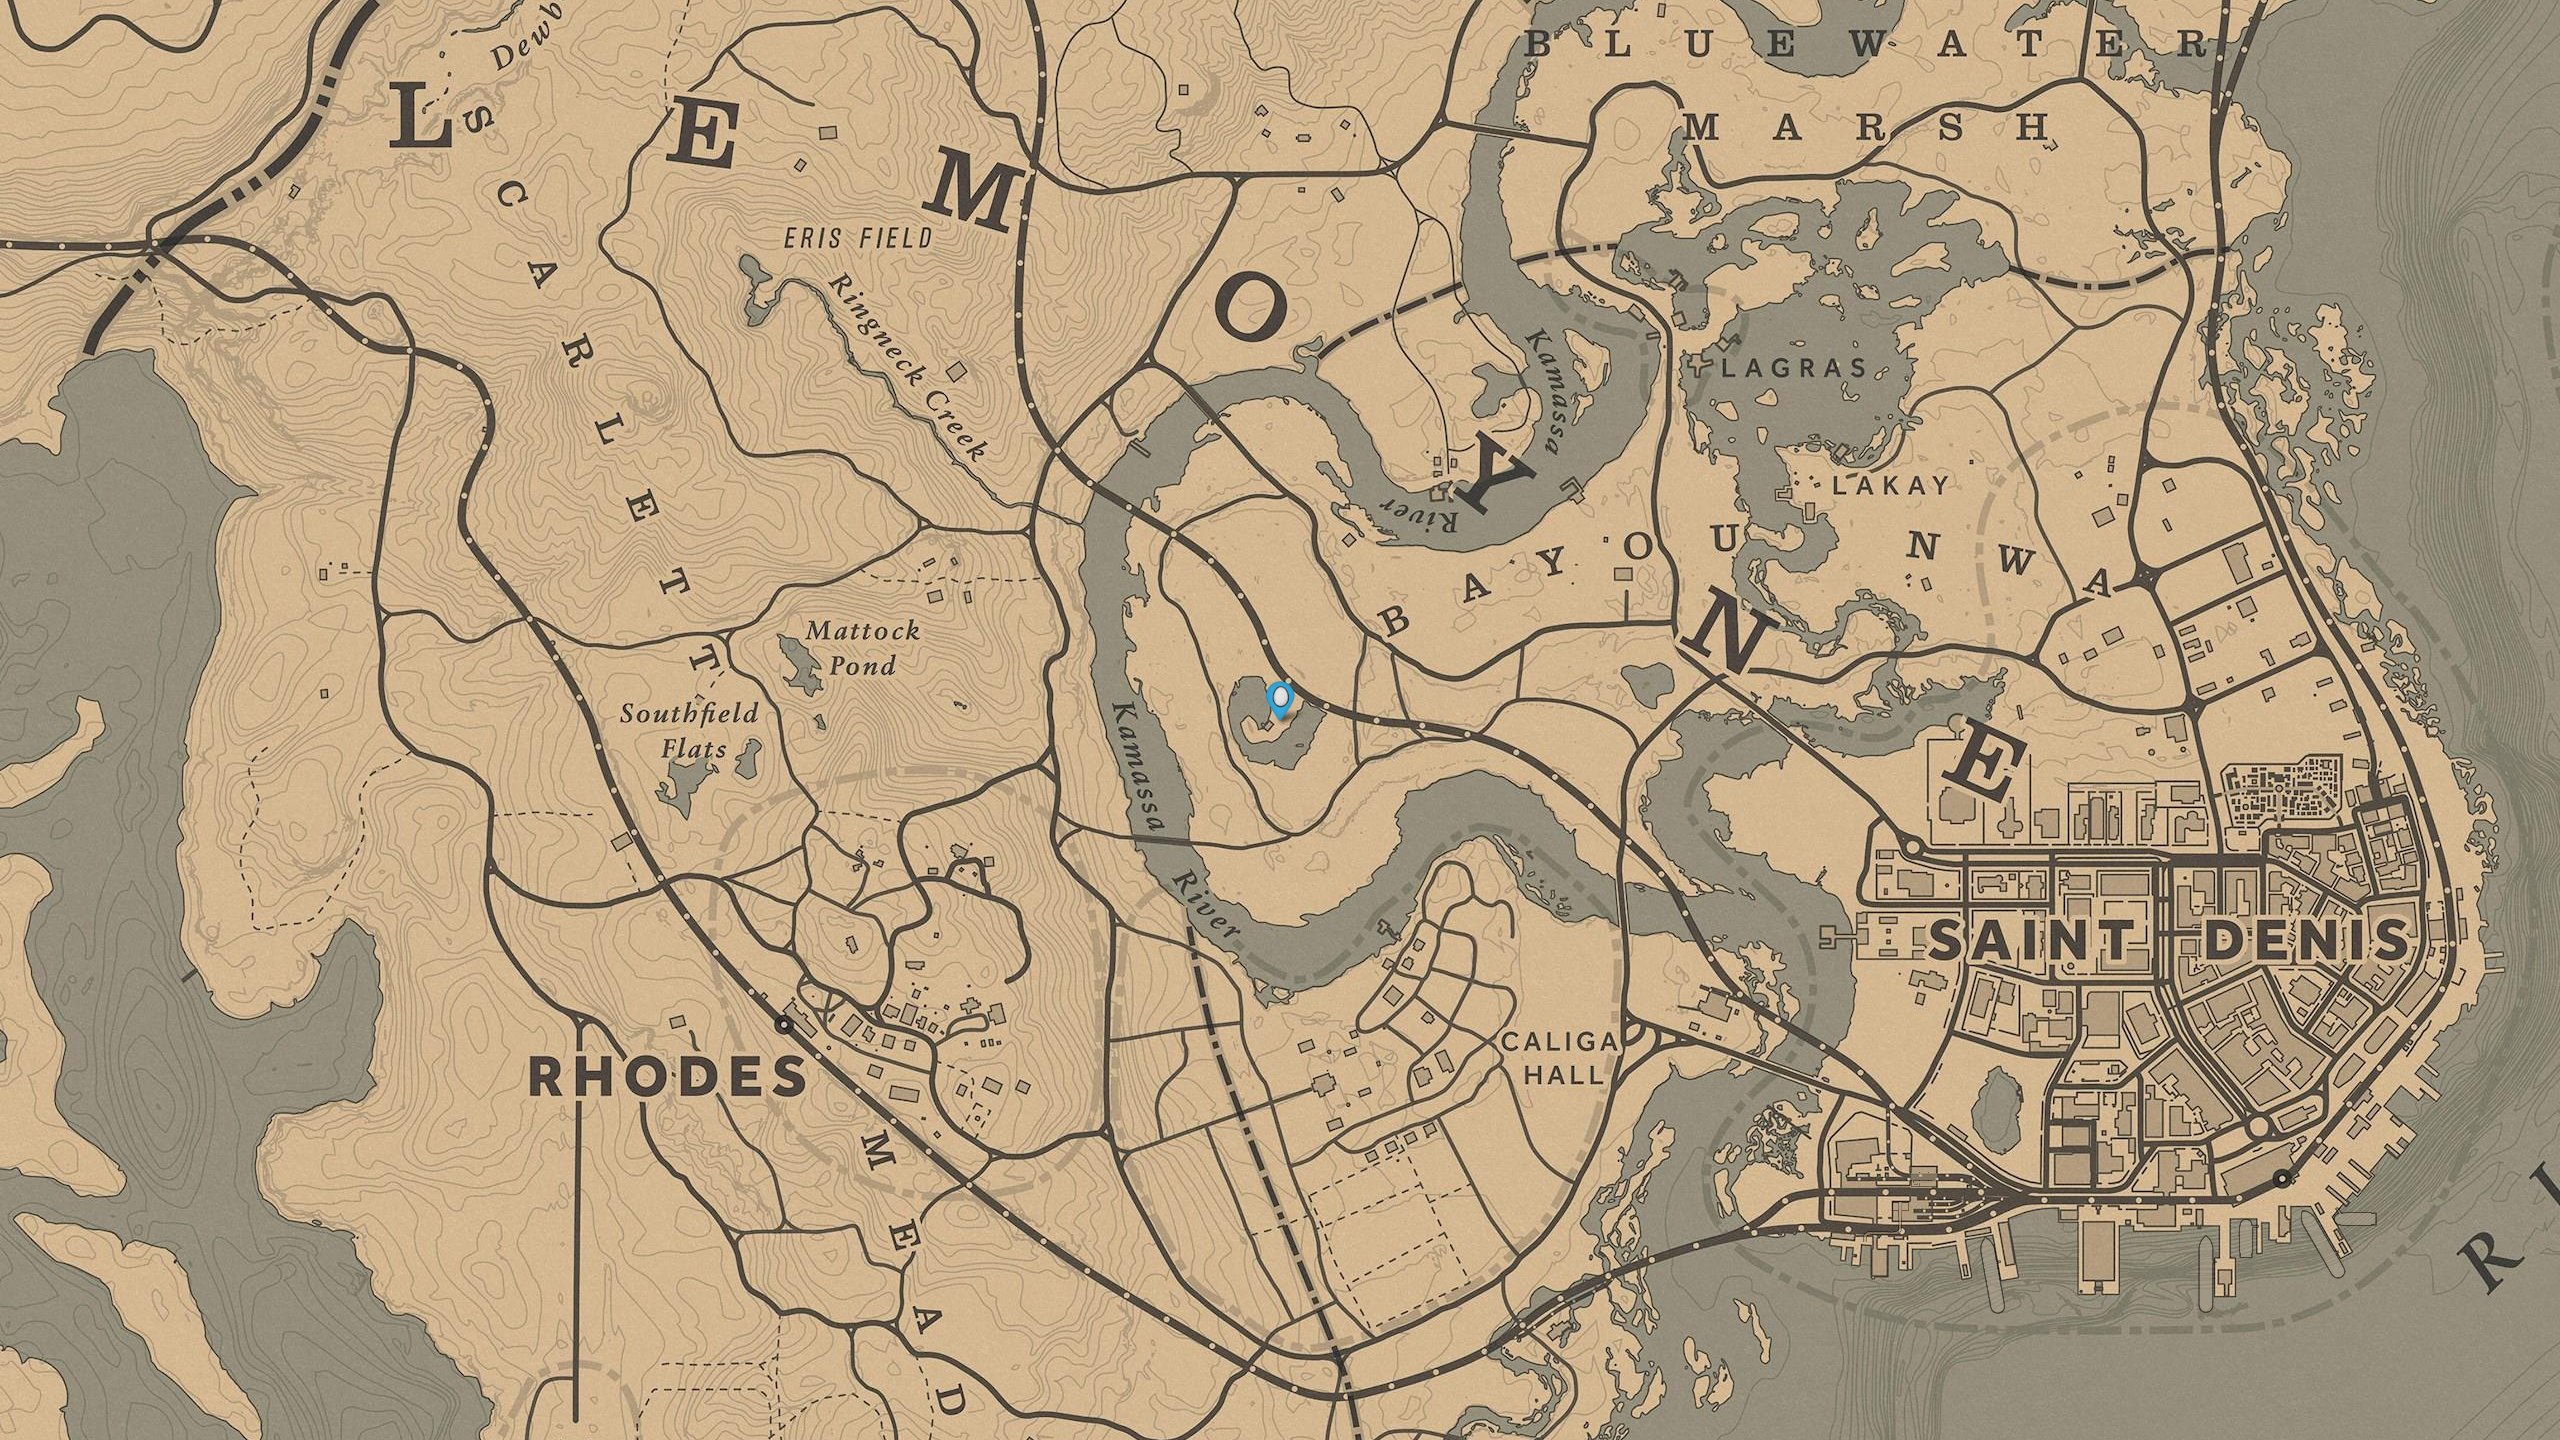 Dewb
BLUEWATER
MARSH
LEMOYNE
SCARLETT
ERIS FIELD
Ringneck Creek
Kamassa
River
LAGRAS
LAKAY
BAYOU NWA
Mattock
Pond
Southfield
Flats
Kamassa
River
SAINT DENIS
CALIGA
HALL
RHODES
MEAD
RI